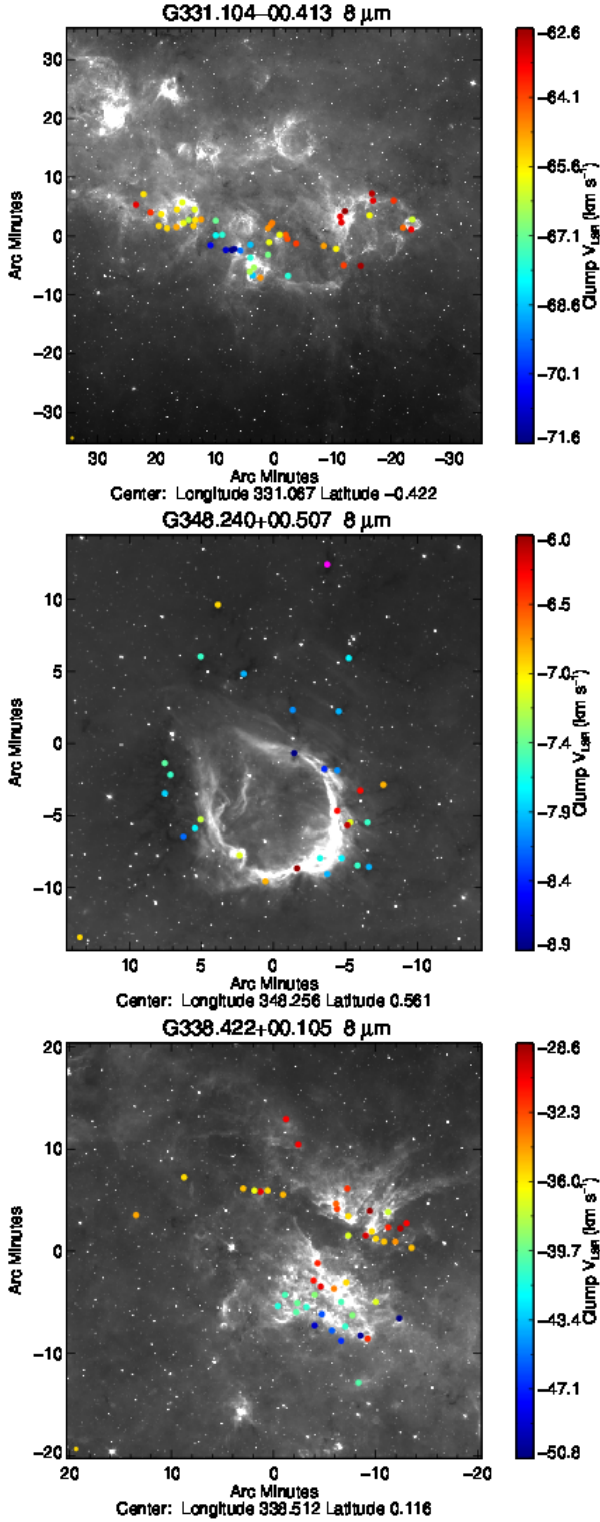 G331.104−00.413  8 μm
30
20
10
0
−10
−20
−30
Arc Minutes
30 20 10 0 −10 −20 −30
Arc Minutes
Center:  Longitude 331.067 Latitude −0.422
−62.6
−64.1
−65.6
−67.1
−68.6
−70.1
−71.6
Clump VLSR (km s−1)
G348.240+00.507  8 μm
10
5
0
−5
−10
Arc Minutes
10 5 0 −5 −10
Arc Minutes
Center:  Longitude 348.256 Latitude 0.561
−6.0
−6.5
−7.0
−7.4
−7.9
−8.4
−8.9
Clump VLSR (km s−1)
G338.422+00.105  8 μm
20
10
0
−10
−20
Arc Minutes
20 10 0 −10 −20
Arc Minutes
Center:  Longitude 338.512 Latitude 0.116
−28.6
−32.3
−36.0
−39.7
−43.4
−47.1
−50.8
Clump VLSR (km s−1)